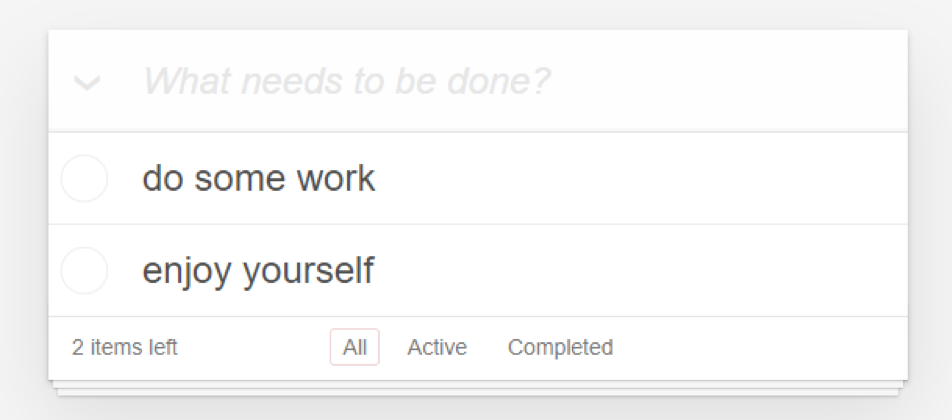 What needs to be done?
do some work
enjoy yourself
2 items left All Active Completed